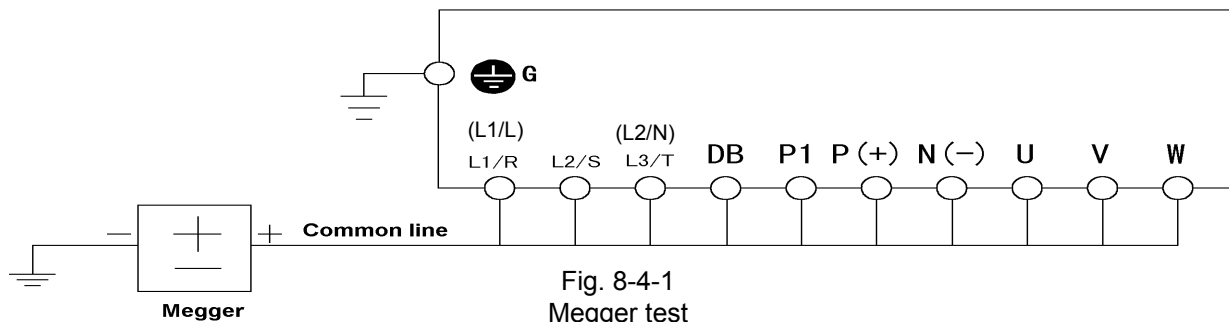 G
(L1/L) (L2/N)
L1/R L2/S L3/T DB P1 P(+) N(−) U V W
− + Common line
Megger
Fig. 8-4-1
Megger test